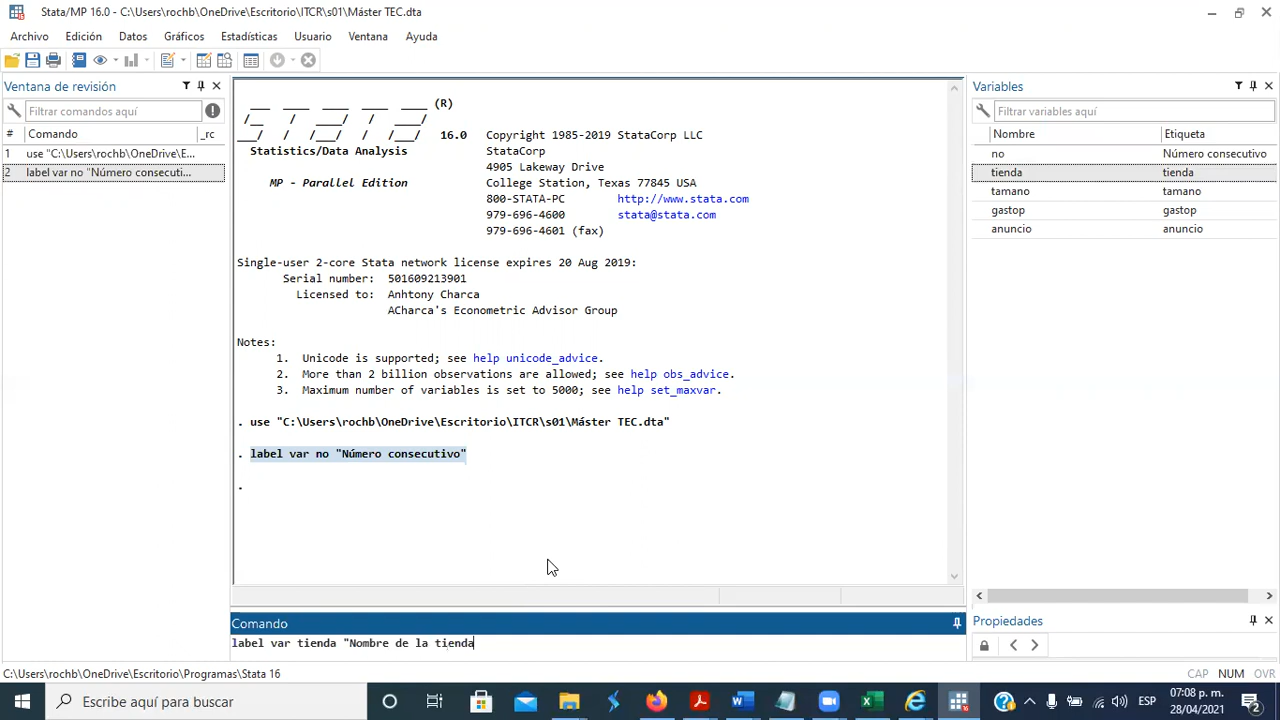 Stata/MP 16.0 - C:\Users\rochb\OneDrive\Escritorio\ITCR\s01\Máster TEC.dta
Archivo Edición Datos Gráficos Estadísticas Usuario Ventana Ayuda
Ventana de revisión
Filtrar comandos aquí
# Comando _rc
1 use "C:\Users\rochb\OneDrive\E...
2 label var no "Número consecuti...
(R)
16.0 Copyright 1985-2019 StataCorp LLC
Statistics/Data Analysis StataCorp
4905 Lakeway Drive
MP - Parallel Edition College Station, Texas 77845 USA
800-STATA-PC http://www.stata.com
979-696-4600 stata@stata.com
979-696-4601 (fax)
Single-user 2-core Stata network license expires 20 Aug 2019:
Serial number: 501609213901
Licensed to: Anhtony Charca
ACharca's Econometric Advisor Group
Notes:
1. Unicode is supported; see help unicode_advice.
2. More than 2 billion observations are allowed; see help obs_advice.
3. Maximum number of variables is set to 5000; see help set_maxvar.
. use "C:\Users\rochb\OneDrive\Escritorio\ITCR\s01\Máster TEC.dta"
. label var no "Número consecutivo"
.
Comando
label var tienda "Nombre de la tienda
Variables
Filtrar variables aquí
Nombre Etiqueta
no Número consecutivo
tienda tienda
tamano tamano
gastop gastop
anuncio anuncio
Propiedades
C:\Users\rochb\OneDrive\Escritorio\Programas\Stata 16
CAP NUM OVR
Escribe aquí para buscar
ESP
07:08 p. m.
28/04/2021
2